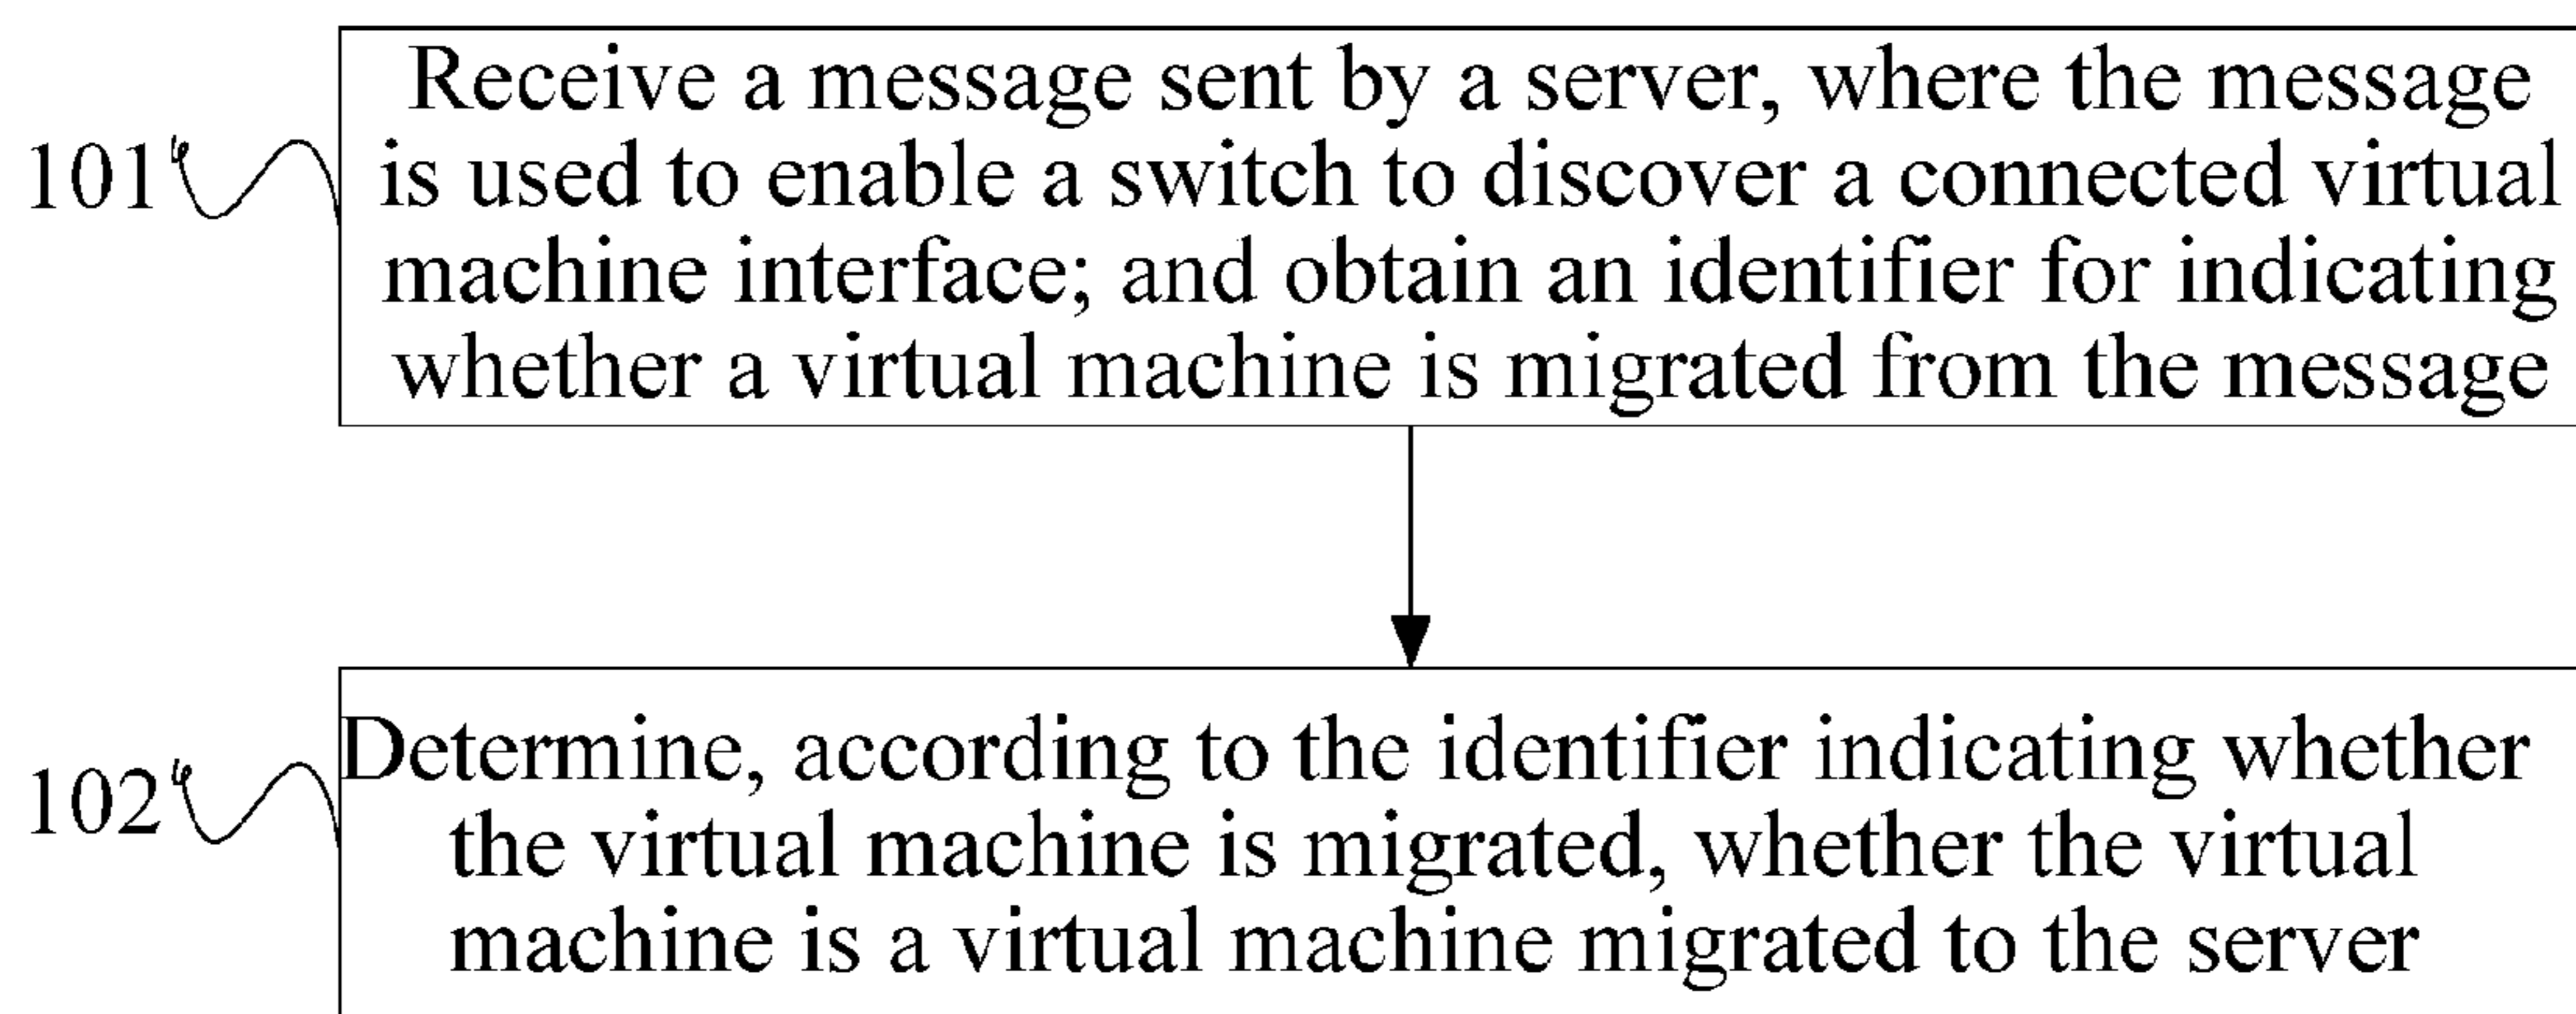 Receive a message sent by a server, where the message
101
is used to enable a switch to discover a connected virtual
machine interface; and obtain an identifier for indicating
whether a virtual machine is migrated from the message
Determine, according to the identifier indicating whether
102
the virtual machine is migrated, whether the virtual
machine is a virtual machine migrated to the server